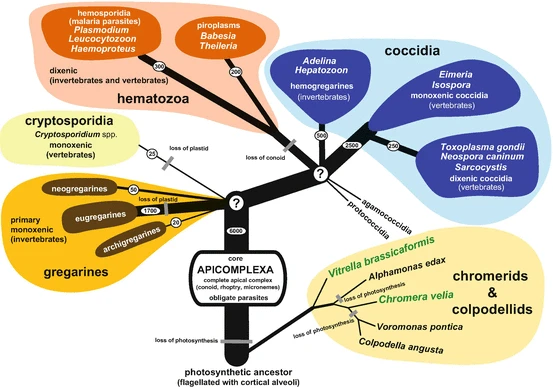 hemosporidia
(malaria parasites)
Plasmodium
Leucocytozoon
Haemoproteus
piroplasms
Babesia
Theileria
300
200
dixenic
(invertebrates and vertebrates)
hematozoa
coccidia
Adelina
Hepatozoon
hemogregarines
(invertebrates)
Eimeria
Isospora
monoxenic coccidia
(vertebrates)
500
2500
250
Toxoplasma gondii
Neospora caninum
Sarcocystis
dixenic coccidia
(vertebrates)
loss of conoid
?
agamococcidia
Protococcidia
cryptosporidia
Cryptosporidium spp.
monoxenic
(vertebrates)
loss of plastid
25
neogregarines
50
loss of plastid
primary
monoxenic
(invertebrates)
eugregarines
1700
archigregarines
20
gregarines
?
6000
core
APICOMPLEXA
complete apical complex
(conoid, rhoptry, micronemes)
obligate parasites
Vitrella brassicaformis
Alphamonas edax
loss of photosynthesis
Chromera velia
loss of photosynthesis
Voromonas pontica
Colpodella angusta
chromerids
&
colpodellids
loss of photosynthesis
photosynthetic ancestor
(flagellated with cortical alveoli)